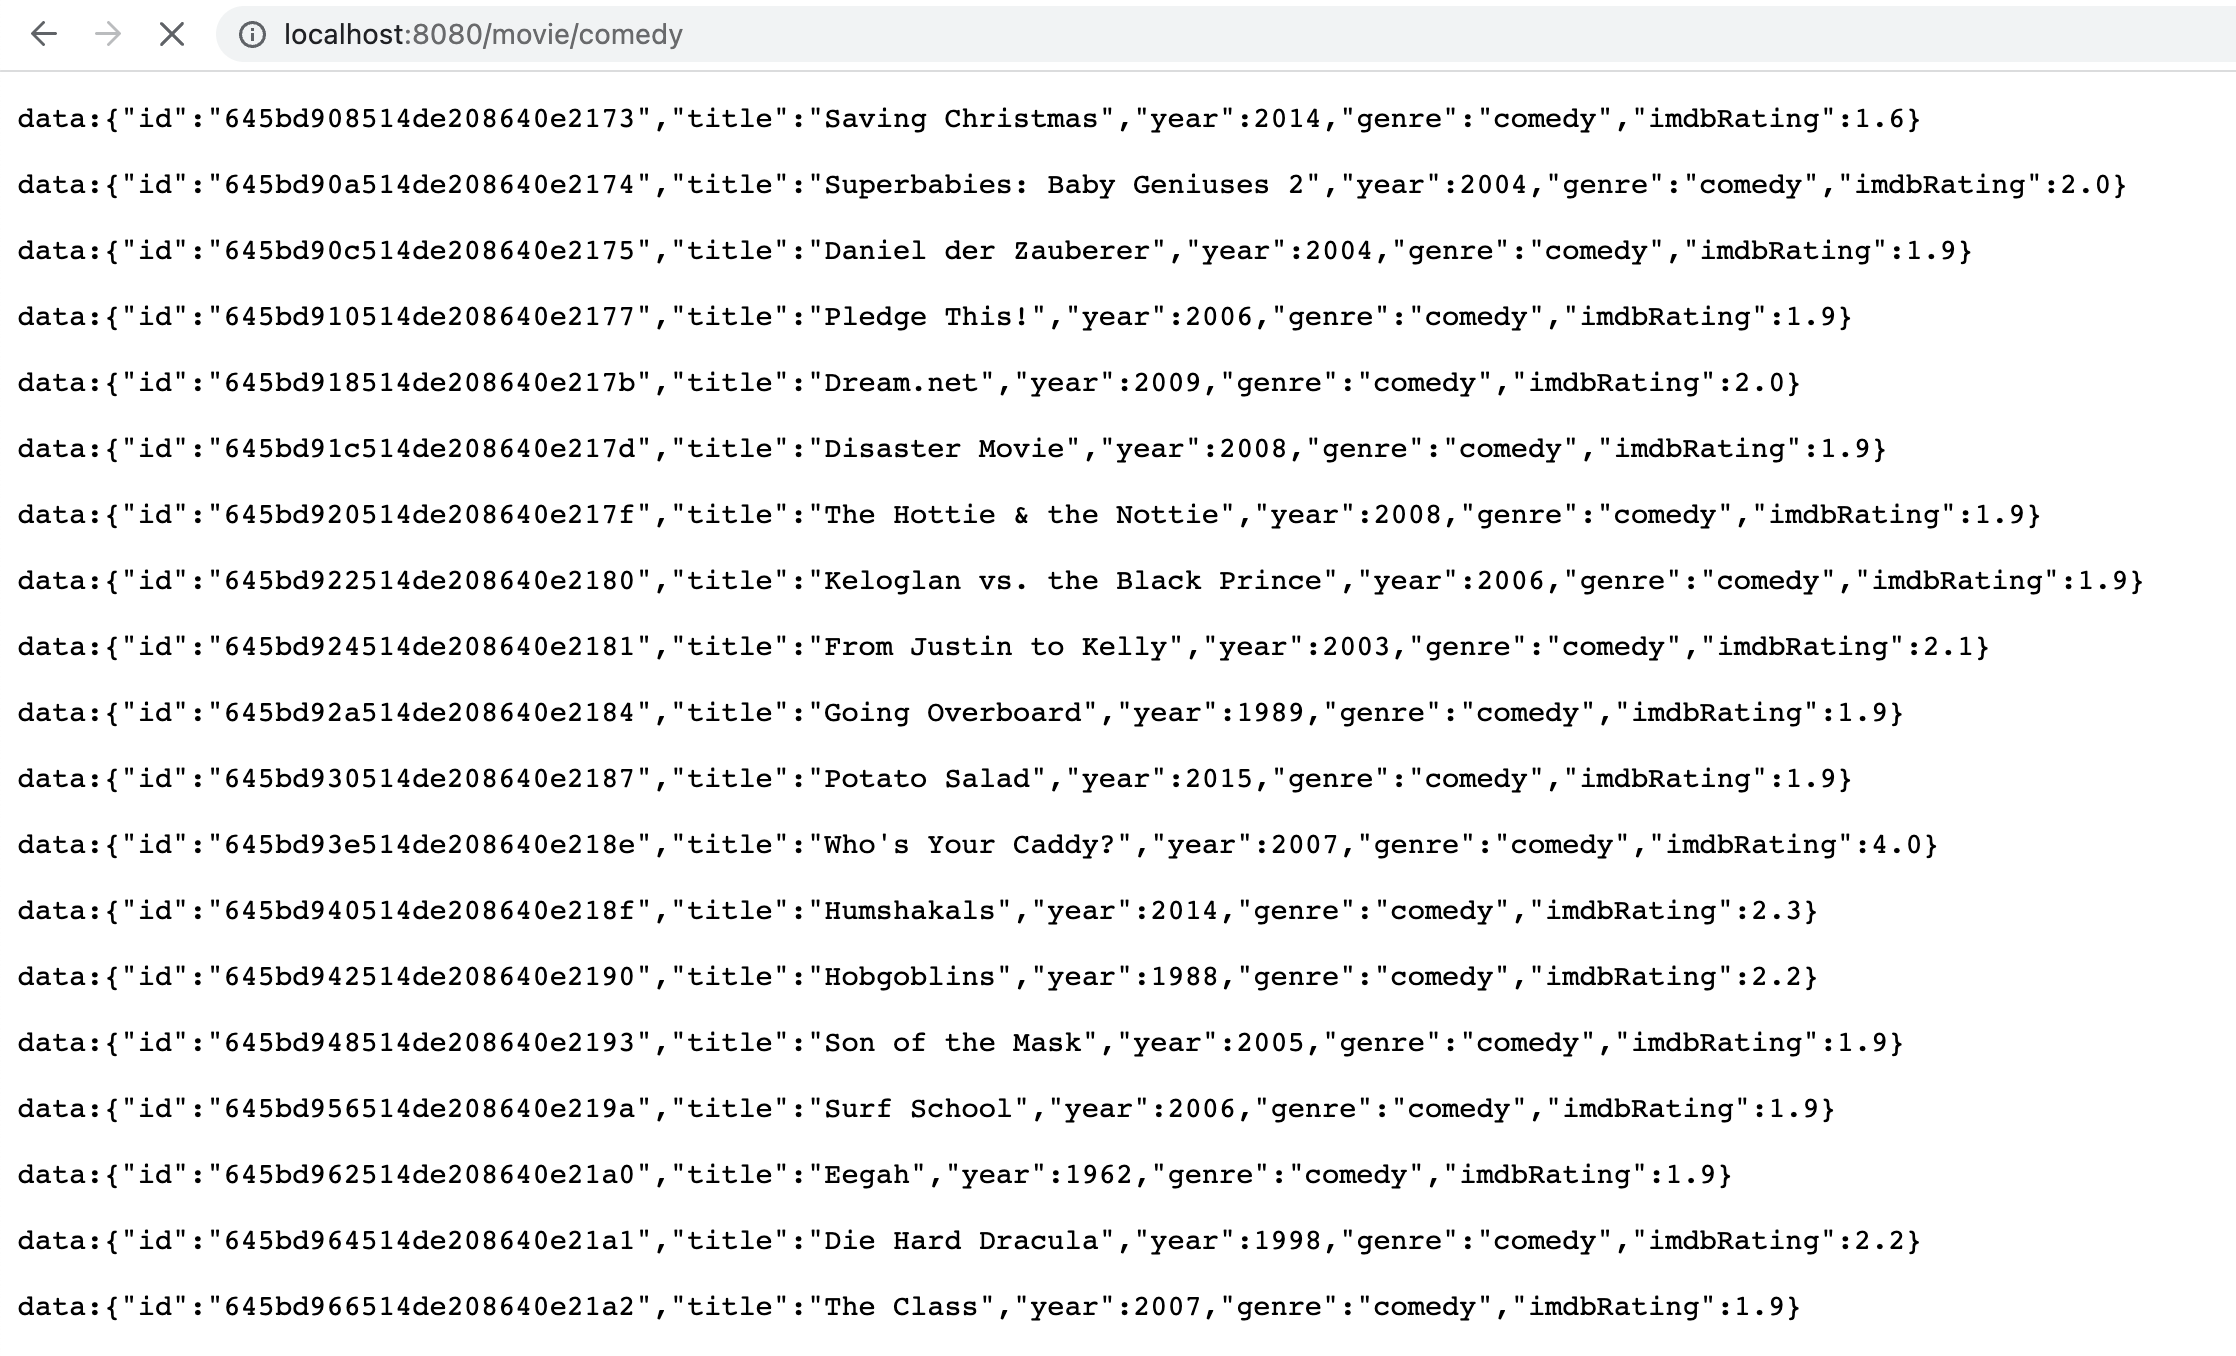 localhost:8080/movie/comedy
data:{"id":"645bd908514de208640e2173","title":"Saving Christmas","year":2014,"genre":"comedy","imdbRating":1.6}
data:{"id":"645bd90a514de208640e2174","title":"Superbabies: Baby Geniuses 2","year":2004,"genre":"comedy","imdbRating":2.0}
data:{"id":"645bd90c514de208640e2175","title":"Daniel der Zauberer","year":2004,"genre":"comedy","imdbRating":1.9}
data:{"id":"645bd910514de208640e2177","title":"Pledge This!","year":2006,"genre":"comedy","imdbRating":1.9}
data:{"id":"645bd918514de208640e217b","title":"Dream.net","year":2009,"genre":"comedy","imdbRating":2.0}
data:{"id":"645bd91c514de208640e217d","title":"Disaster Movie","year":2008,"genre":"comedy","imdbRating":1.9}
data:{"id":"645bd920514de208640e217f","title":"The Hottie & the Nottie","year":2008,"genre":"comedy","imdbRating":1.9}
data:{"id":"645bd922514de208640e2180","title":"Keloglan vs. the Black Prince","year":2006,"genre":"comedy","imdbRating":1.9}
data:{"id":"645bd924514de208640e2181","title":"From Justin to Kelly","year":2003,"genre":"comedy","imdbRating":2.1}
data:{"id":"645bd92a514de208640e2184","title":"Going Overboard","year":1989,"genre":"comedy","imdbRating":1.9}
data:{"id":"645bd930514de208640e2187","title":"Potato Salad","year":2015,"genre":"comedy","imdbRating":1.9}
data:{"id":"645bd93e514de208640e218e","title":"Who's Your Caddy?","year":2007,"genre":"comedy","imdbRating":4.0}
data:{"id":"645bd940514de208640e218f","title":"Humshakals","year":2014,"genre":"comedy","imdbRating":2.3}
data:{"id":"645bd942514de208640e2190","title":"Hobgoblins","year":1988,"genre":"comedy","imdbRating":2.2}
data:{"id":"645bd948514de208640e2193","title":"Son of the Mask","year":2005,"genre":"comedy","imdbRating":1.9}
data:{"id":"645bd956514de208640e219a","title":"Surf School","year":2006,"genre":"comedy","imdbRating":1.9}
data:{"id":"645bd962514de208640e21a0","title":"Eegah","year":1962,"genre":"comedy","imdbRating":1.9}
data:{"id":"645bd964514de208640e21a1","title":"Die Hard Dracula","year":1998,"genre":"comedy","imdbRating":2.2}
data:{"id":"645bd966514de208640e21a2","title":"The Class","year":2007,"genre":"comedy","imdbRating":1.9}